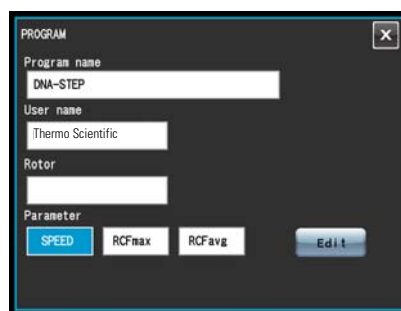 PROGRAM X
Program name
DNA-STEP
User name
Thermo Scientific
Rotor
Parameter
SPEED RCFmax RCFavg Edit